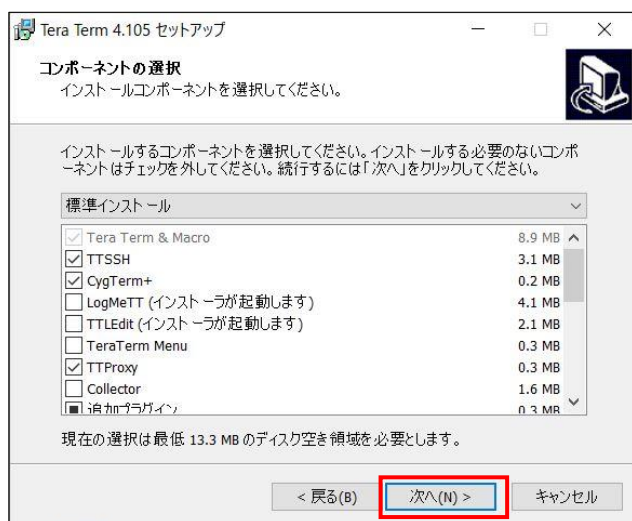 Tera Term 4.105 セットアップ
コンポーネントの選択
インストールコンポーネントを選択してください。
インストールするコンポーネントを選択してください。インストールする必要のないコンポ
ーネントはチェックを外してください。続行するには「次へ」をクリックしてください。
標準インストール
Tera Term & Macro 8.9 MB
TTSSH 3.1 MB
CygTerm+ 0.2 MB
LogMeTT (インストーラが起動します) 4.1 MB
TTLEdit (インストーラが起動します) 2.1 MB
TeraTerm Menu 0.3 MB
TTProxy 0.3 MB
Collector 1.6 MB
追加プラグイン 0.3 MB
現在の選択は最低 13.3 MB のディスク空き領域を必要とします。
< 戻る(B) 次へ(N) > キャンセル